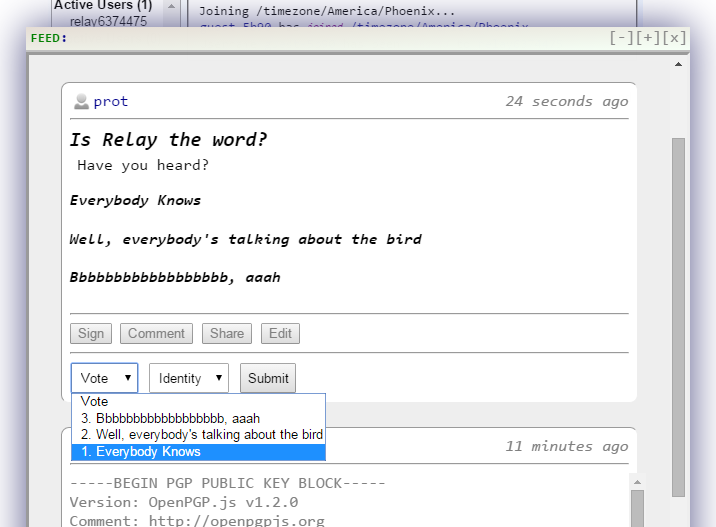 Active Users (1)
relay6374475
Joining /timezone/America/Phoenix...
guest-5b90 has joined /timezone/America/Phoenix
FEED:
[-][+][x]
prot
24 seconds ago
Is Relay the word?
Have you heard?
Everybody Knows
Well, everybody's talking about the bird
Bbbbbbbbbbbbbbbbbb, aaah
Sign Comment Share Edit
Vote Identity Submit
Vote
3. Bbbbbbbbbbbbbbbbbb, aaah
2. Well, everybody's talking about the bird
1. Everybody Knows
11 minutes ago
-----BEGIN PGP PUBLIC KEY BLOCK-----
Version: OpenPGP.js v1.2.0
Comment: http://openpgpjs.org